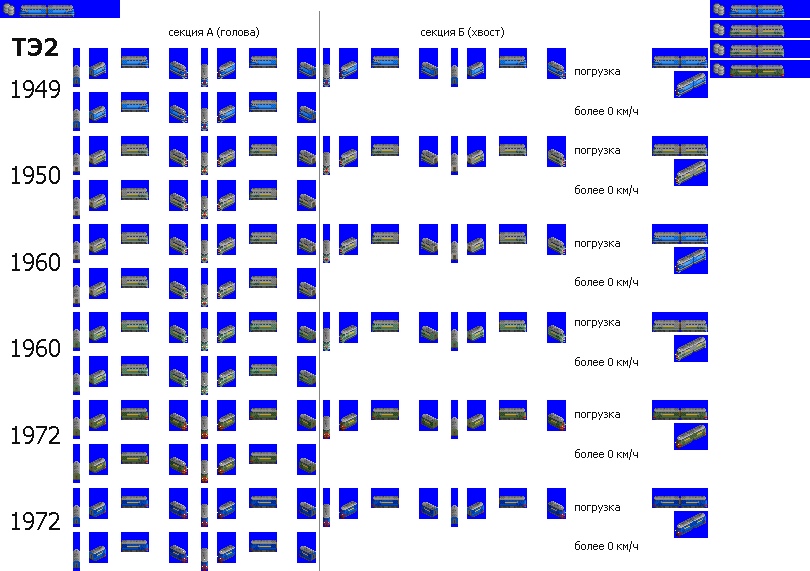 секция А (голова) секция Б (хвост)
ТЭ2
1949
погрузка
более 0 км/ч
1950
погрузка
более 0 км/ч
1960
погрузка
более 0 км/ч
1960
погрузка
более 0 км/ч
1972
погрузка
более 0 км/ч
1972
погрузка
более 0 км/ч